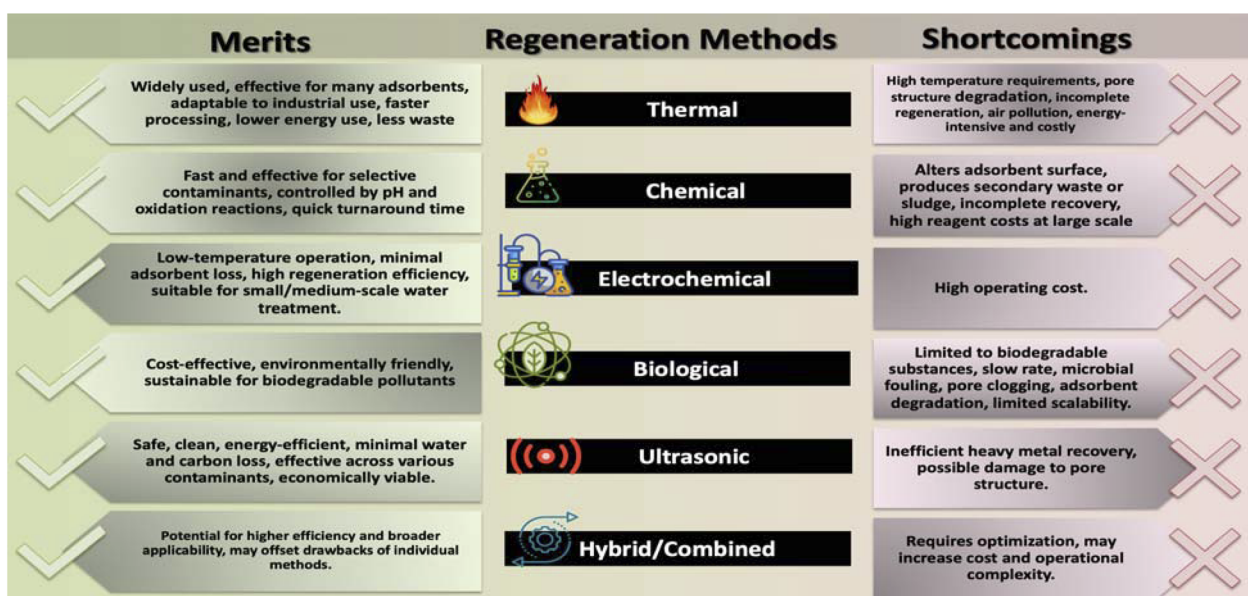 Merits Regeneration Methods Shortcomings
Widely used, effective for many adsorbents,
adaptable to industrial use, faster
processing, lower energy use, less waste
Thermal
High temperature requirements, pore
structure degradation, incomplete
regeneration, air pollution, energy-
intensive and costly
Fast and effective for selective
contaminants, controlled by pH and
oxidation reactions, quick turnaround time
Chemical
Alters adsorbent surface,
produces secondary waste or
sludge, incomplete recovery,
high reagent costs at large scale
Low-temperature operation, minimal
adsorbent loss, high regeneration efficiency,
suitable for small/medium-scale water
treatment.
Electrochemical
High operating cost.
Cost-effective, environmentally friendly,
sustainable for biodegradable pollutants
Biological
Limited to biodegradable
substances, slow rate, microbial
fouling, pore clogging, adsorbent
degradation, limited scalability.
Safe, clean, energy-efficient, minimal water
and carbon loss, effective across various
contaminants, economically viable.
Ultrasonic
Inefficient heavy metal recovery,
possible damage to pore
structure.
Potential for higher efficiency and broader
applicability, may offset drawbacks of individual
methods.
Hybrid/Combined
Requires optimization, may
increase cost and operational
complexity.